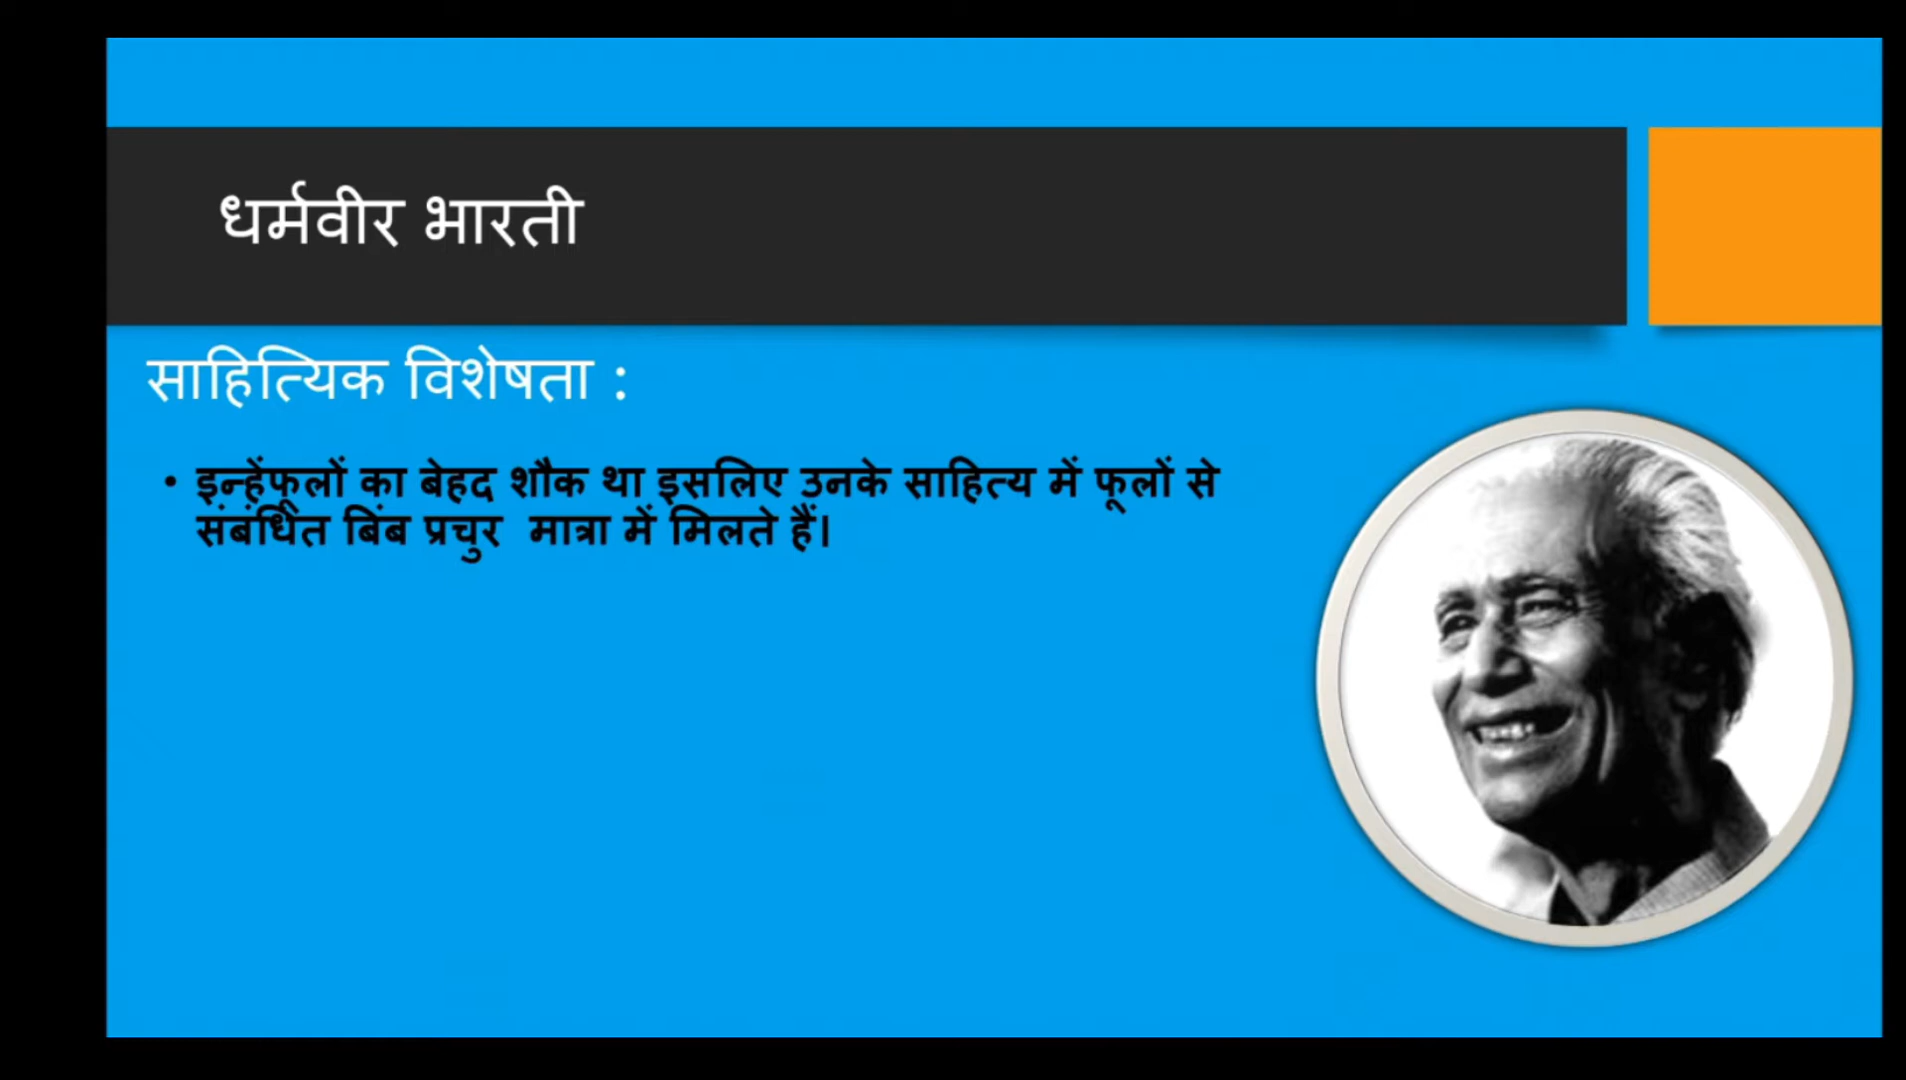 धर्मवीर भारती
साहित्यिक विशेषता :
• इन्हेंफूलों का बेहद शौक था इसलिए उनके साहित्य में फूलों से
संबंधित बिंब प्रचुर  मात्रा में मिलते हैं।